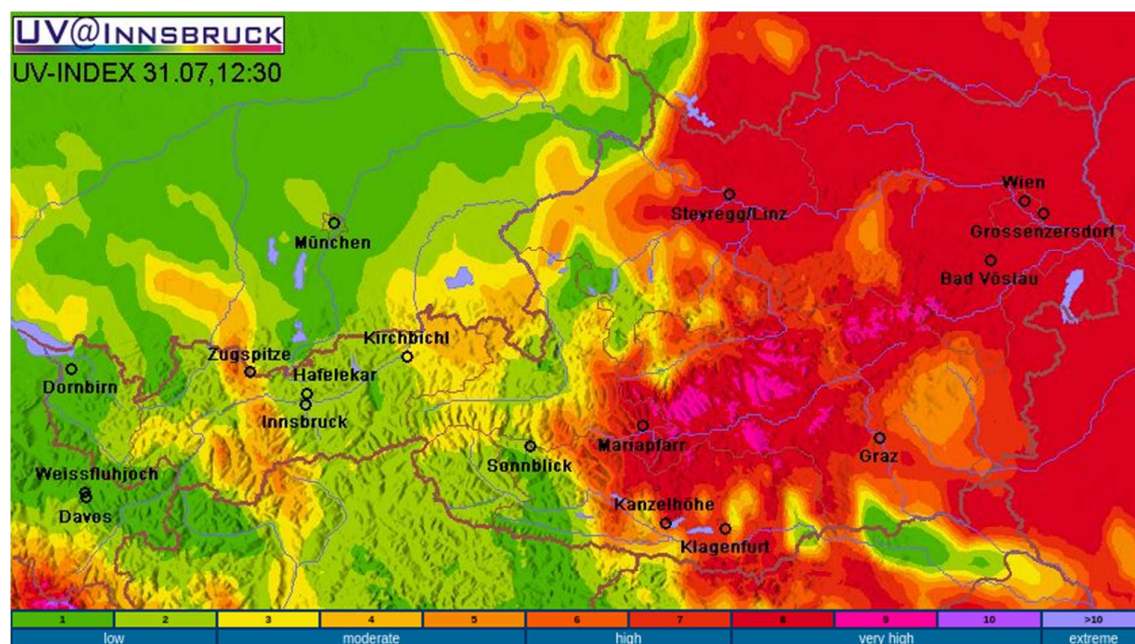 UV@INNSBRUCK
UV-INDEX 31.07,12:30
Wien
Steyregg/Linz
Grossenzersdorf
München
Bad Vöslau
Kirchbichl
Zugspitze
Dornbirn
Hafelekar
Innsbruck
Mariapfarr
Graz
Sonnblick
Weissfluhjoch
Davos
Kanzelhöhe
Klagenfurt
1 2 3 4 5 6 7 8 9 10 >10
low moderate high very high extreme